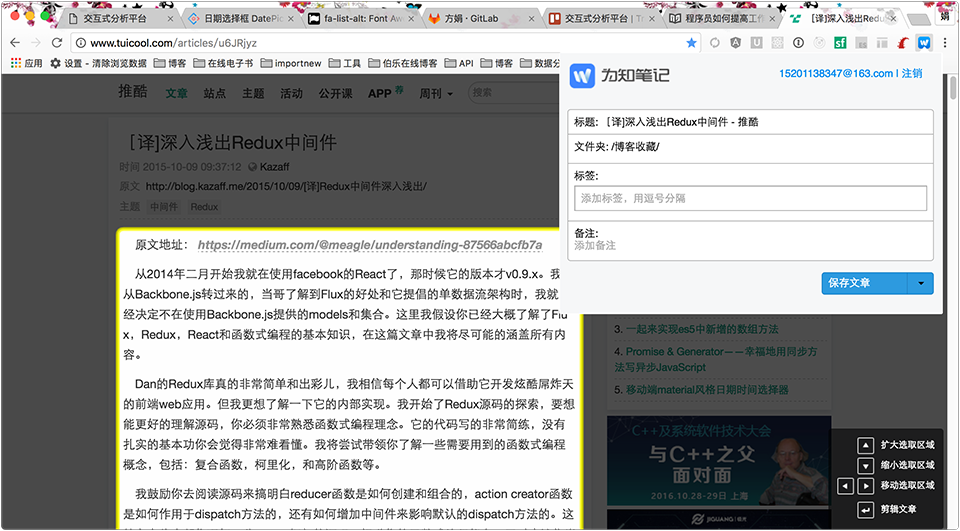 交互式分析平台
日期选择框 DatePic
fa-list-alt: Font Aw
方娟 · GitLab
交互式分析平台 | Tr
程序员如何提高工作
[译]深入浅出Redux
娟
www.tuicool.com/articles/u6JRjyz
应用
设置 - 清除浏览数据
博客
在线电子书
importnew
工具
伯乐在线博客
API
博客
数据分
推酷
文章
站点
主题
活动
公开课
APP 荐
周刊
搜索
[译]深入浅出Redux中间件
时间 2015-10-09 09:37:12 Kazaff
原文 http://blog.kazaff.me/2015/10/09/[译]Redux中间件深入浅出/
主题 中间件 Redux
原文地址： https://medium.com/@meagle/understanding-87566abcfb7a
从2014年二月开始我就在使用facebook的React了，那时候它的版本才v0.9.x。我
从Backbone.js转过来的，当哥了解到Flux的好处和它提倡的单数据流架构时，我就
经决定不在使用Backbone.js提供的models和集合。这里我假设你已经大概了解了Flu
x，Redux，React和函数式编程的基本知识，在这篇文章中我将尽可能的涵盖所有内
容。
Dan的Redux库真的非常简单和出彩儿，我相信每个人都可以借助它开发炫酷屌炸天
的前端web应用。但我更想了解一下它的内部实现。我开始了Redux源码的探索，要想
能更好的理解源码，你必须非常熟悉函数式编程理念。它的代码写的非常简练，没有
扎实的基本功你会觉得非常难看懂。我将尝试带领你了解一些需要用到的函数式编程
概念，包括：复合函数，柯里化，和高阶函数等。
我鼓励你去阅读源码来搞明白reducer函数是如何创建和组合的，action creator函数
是如何作用于dispatch方法的，还有如何增加中间件来影响默认的dispatch方法的。这
为知笔记
15201138347@163.com | 注销
标题: [译]深入浅出Redux中间件 - 推酷
文件夹: /博客收藏/
标签:
添加标签，用逗号分隔
备注:
添加备注
保存文章
3. 一起来实现es5中新增的数组方法
4. Promise & Generator——幸福地用同步方
法写异步JavaScript
5. 移动端material风格日期时间选择器
C++及系统软件技术大会
与C++之父
面对面
2016.10.28-29日 上海
JIGUANG | 极光
扩大选取区域
缩小选取区域
移动选取区域
剪辑文章